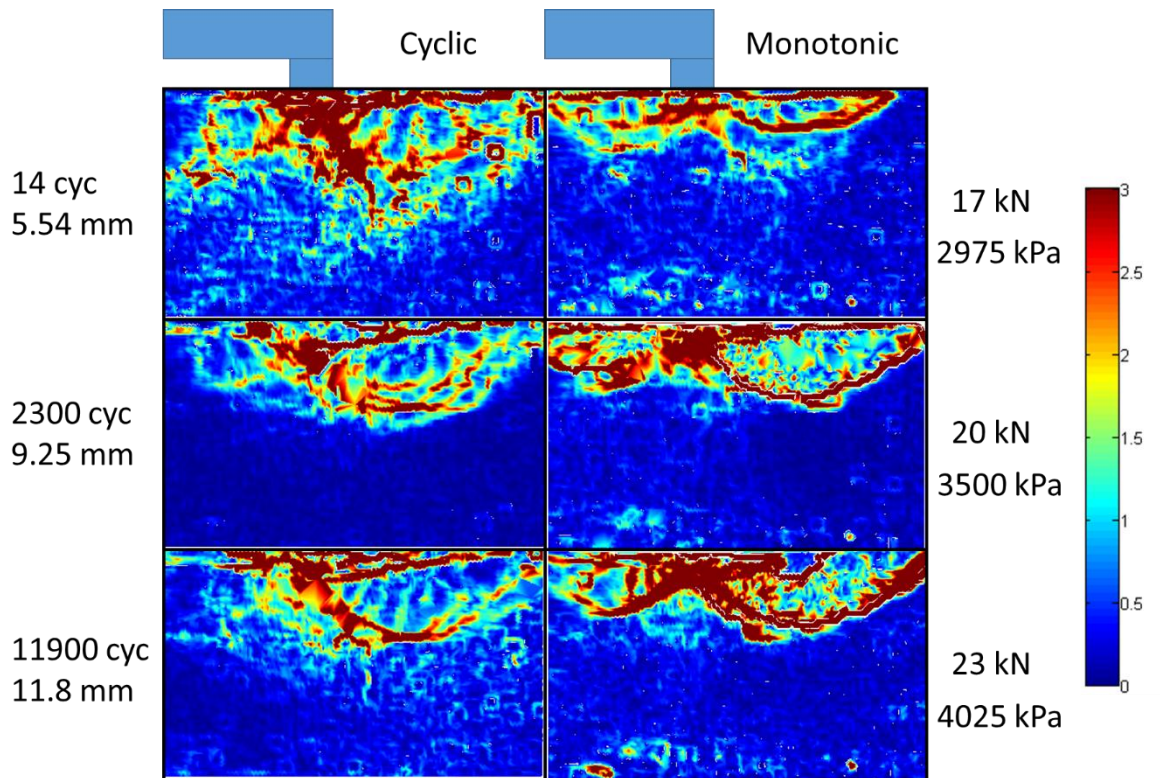 Cyclic
Monotonic
14 cyc
5.54 mm
17 kN
2975 kPa
2300 cyc
9.25 mm
20 kN
3500 kPa
11900 cyc
11.8 mm
23 kN
4025 kPa
3
2.5
2
1.5
1
0.5
0